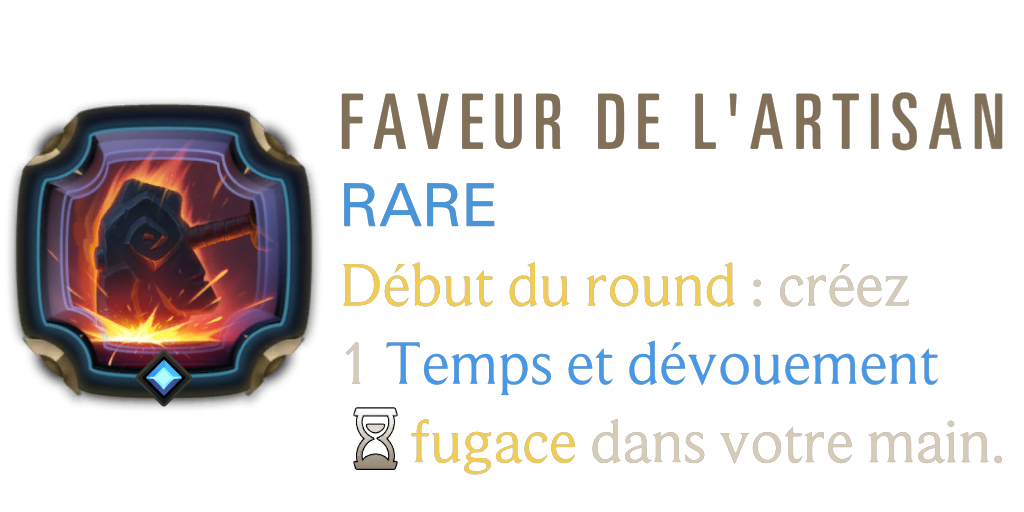 FAVEUR DE L'ARTISAN
RARE
Début du round : créez
1 Temps et dévouement
fugace dans votre main.